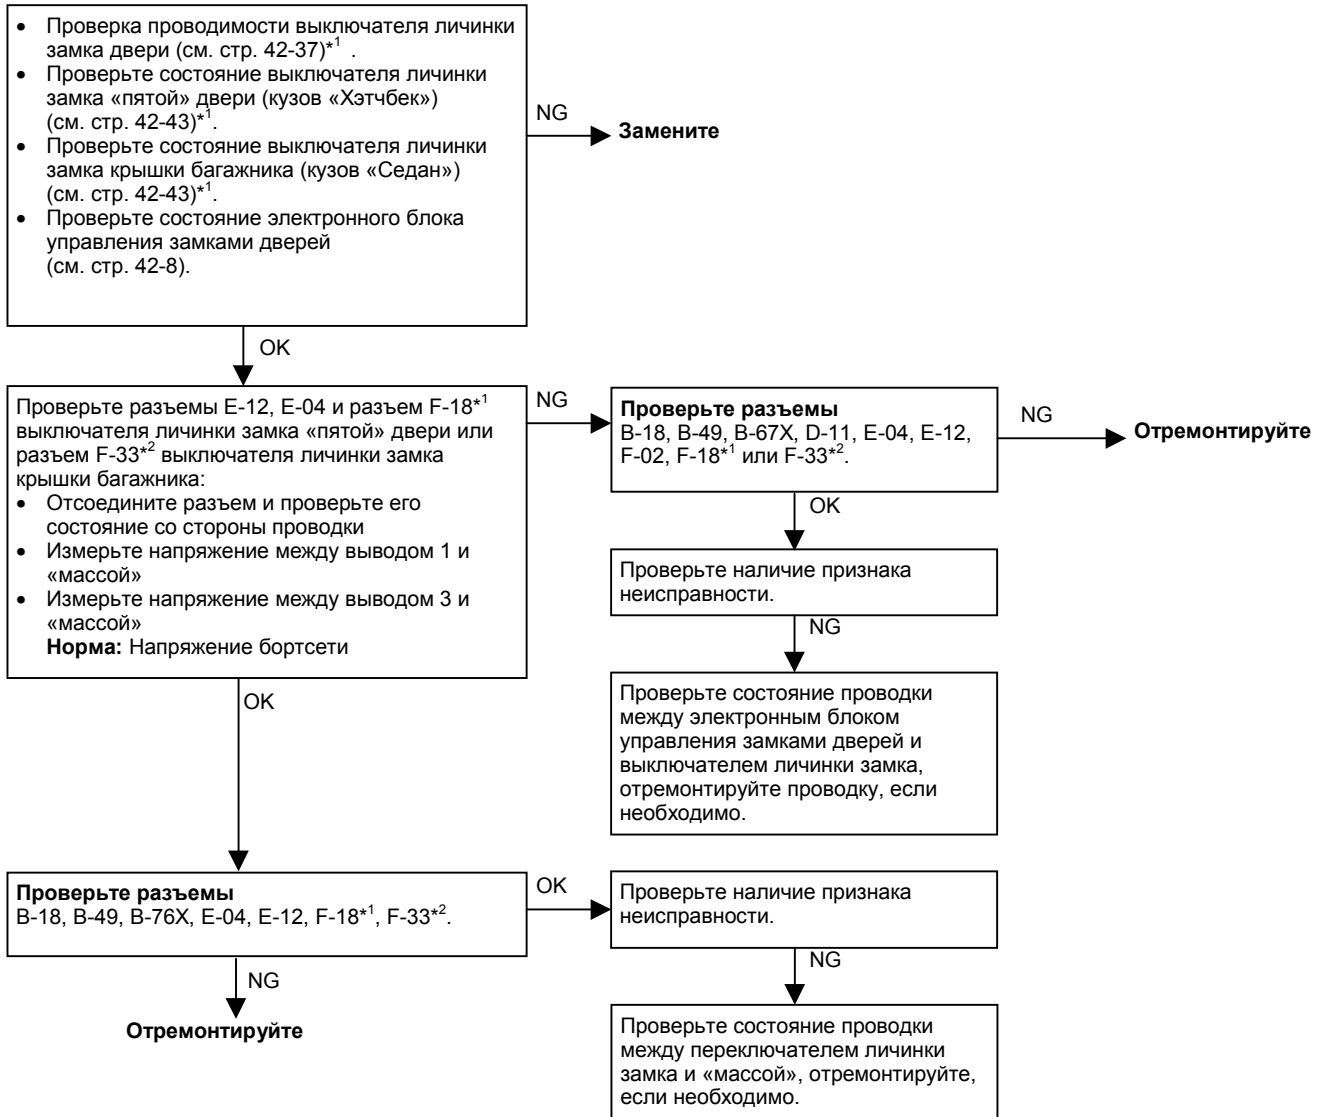 • Проверка проводимости выключателя личинки
замка двери (см. стр. 42-37)*1 .
• Проверьте состояние выключателя личинки
замка «пятой» двери (кузов «Хэтчбек»)
(см. стр. 42-43)*1.
• Проверьте состояние выключателя личинки
замка крышки багажника (кузов «Седан»)
(см. стр. 42-43)*1.
• Проверьте состояние электронного блока
управления замками дверей
(см. стр. 42-8).
NG
Замените
OK
Проверьте разъемы E-12, E-04 и разъем F-18*1
выключателя личинки замка «пятой» двери или
разъем F-33*2 выключателя личинки замка
крышки багажника:
• Отсоедините разъем и проверьте его
состояние со стороны проводки
• Измерьте напряжение между выводом 1 и
«массой»
• Измерьте напряжение между выводом 3 и
«массой»
Норма: Напряжение бортсети
NG
Проверьте разъемы
B-18, B-49, B-67X, D-11, E-04, E-12,
F-02, F-18*1 или F-33*2.
NG
Отремонтируйте
OK
Проверьте наличие признака
неисправности.
NG
Проверьте состояние проводки
между электронным блоком
управления замками дверей и
выключателем личинки замка,
отремонтируйте проводку, если
необходимо.
OK
Проверьте разъемы
B-18, B-49, B-76X, E-04, E-12, F-18*1, F-33*2.
OK
Проверьте наличие признака
неисправности.
NG
Отремонтируйте
NG
Проверьте состояние проводки
между переключателем личинки
замка и «массой», отремонтируйте,
если необходимо.